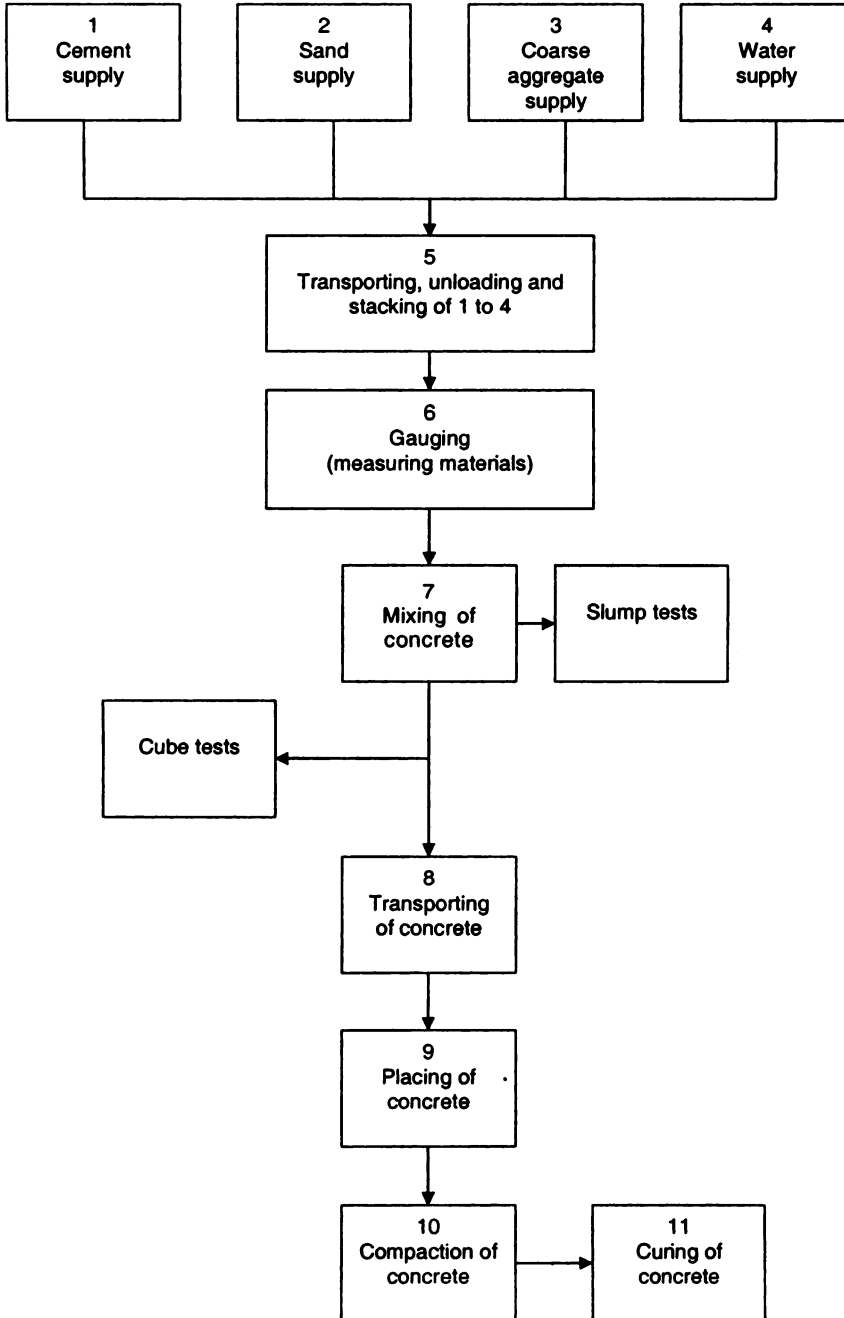 1
Cement
supply
2
Sand
supply
3
Coarse
aggregate
supply
4
Water
supply
5
Transporting, unloading and
stacking of 1 to 4
6
Gauging
(measuring materials)
7
Mixing of
concrete
Slump tests
Cube tests
8
Transporting
of concrete
9
Placing of
concrete
10
Compaction of
concrete
11
Curing of
concrete